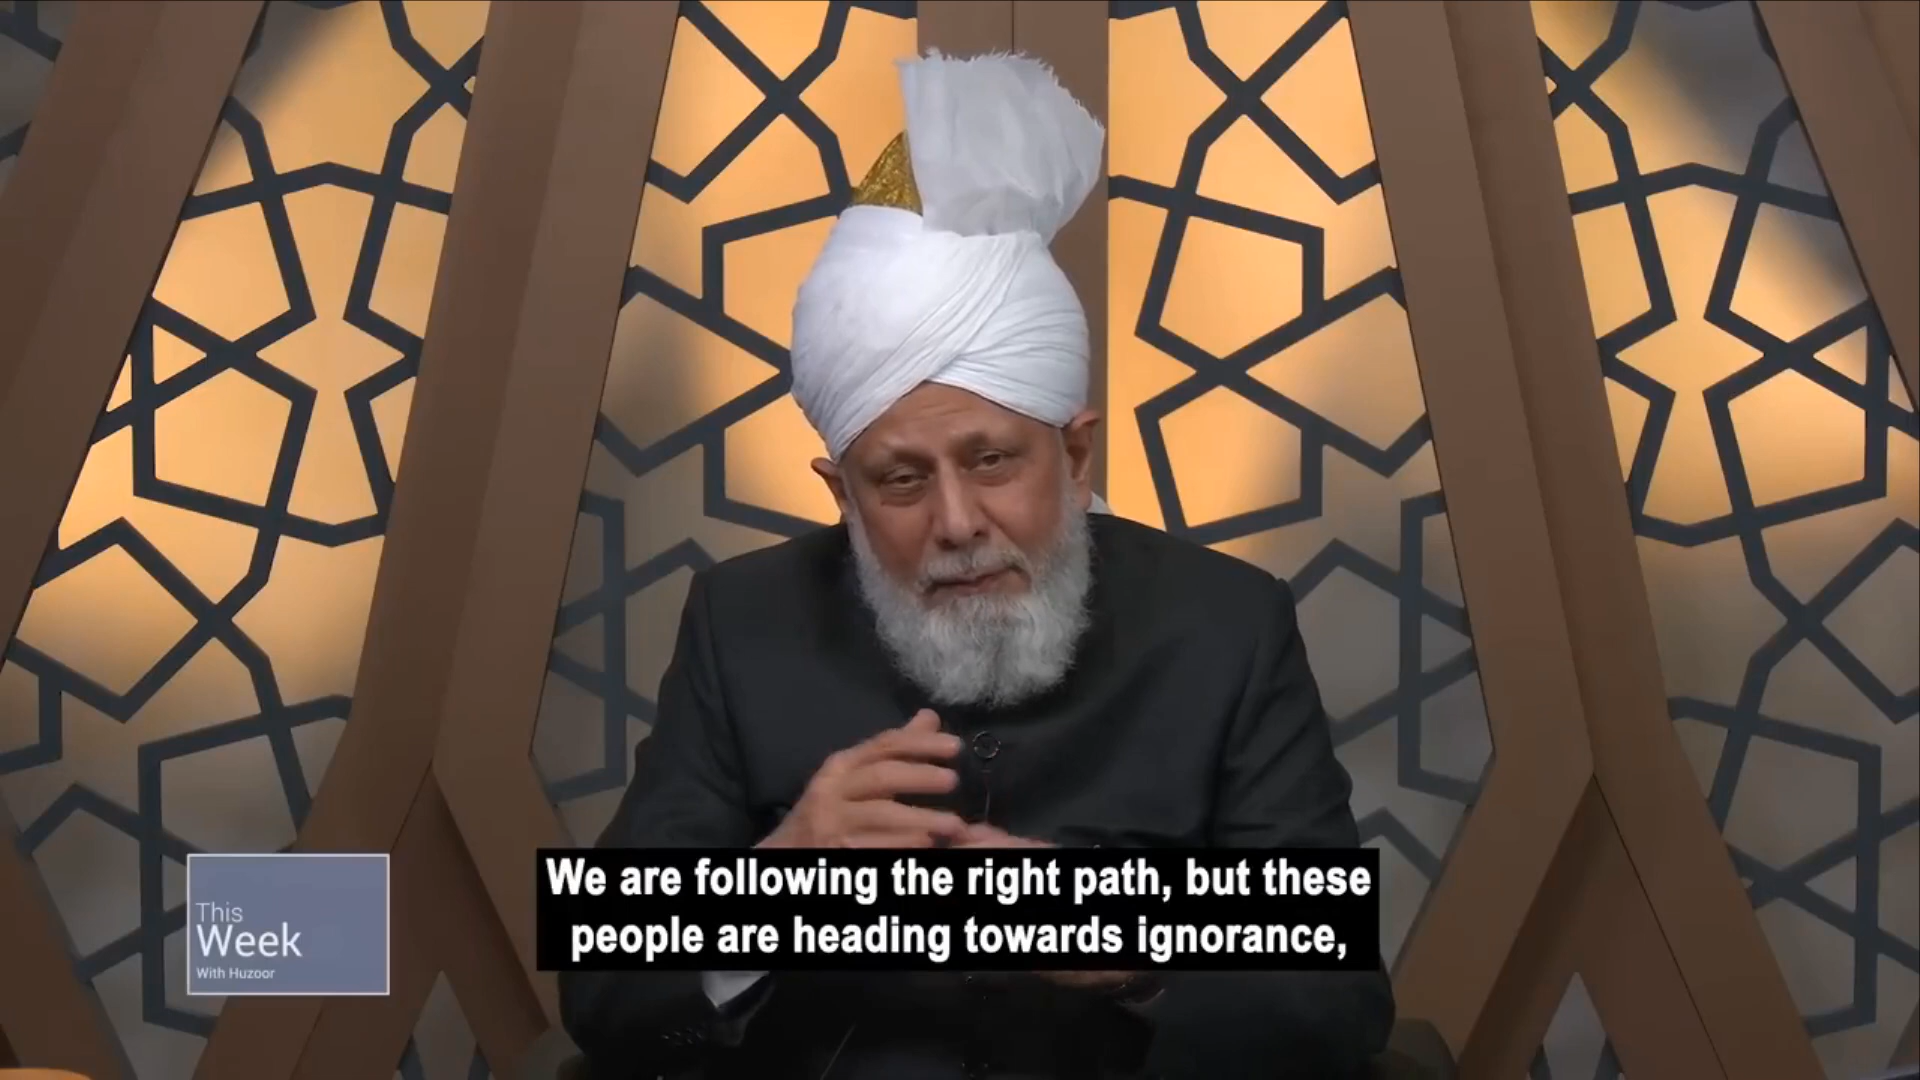 This
Week
With Huzoor
We are following the right path, but these
people are heading towards ignorance,